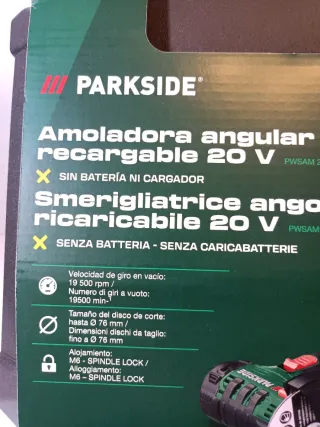 PARKSIDE®
Amoladora angular
recargable 20 V
PWSAM 2
SIN BATERÍA NI CARGADOR
Smerigliatrice ango
ricaricabile 20 V
PWSAM
SENZA BATTERIA - SENZA CARICABATTERIE
Velocidad de giro en vacío:
19 500 rpm /
Numero di giri a vuoto:
19500 min-¹
Tamaño del disco de corte:
hasta Ø 76 mm /
Dimensioni dischi da taglio:
fino a Ø 76 mm
Alojamiento:
M6 - SPINDLE LOCK /
Alloggiamento:
M6 - SPINDLE LOCK
PARKSIDE